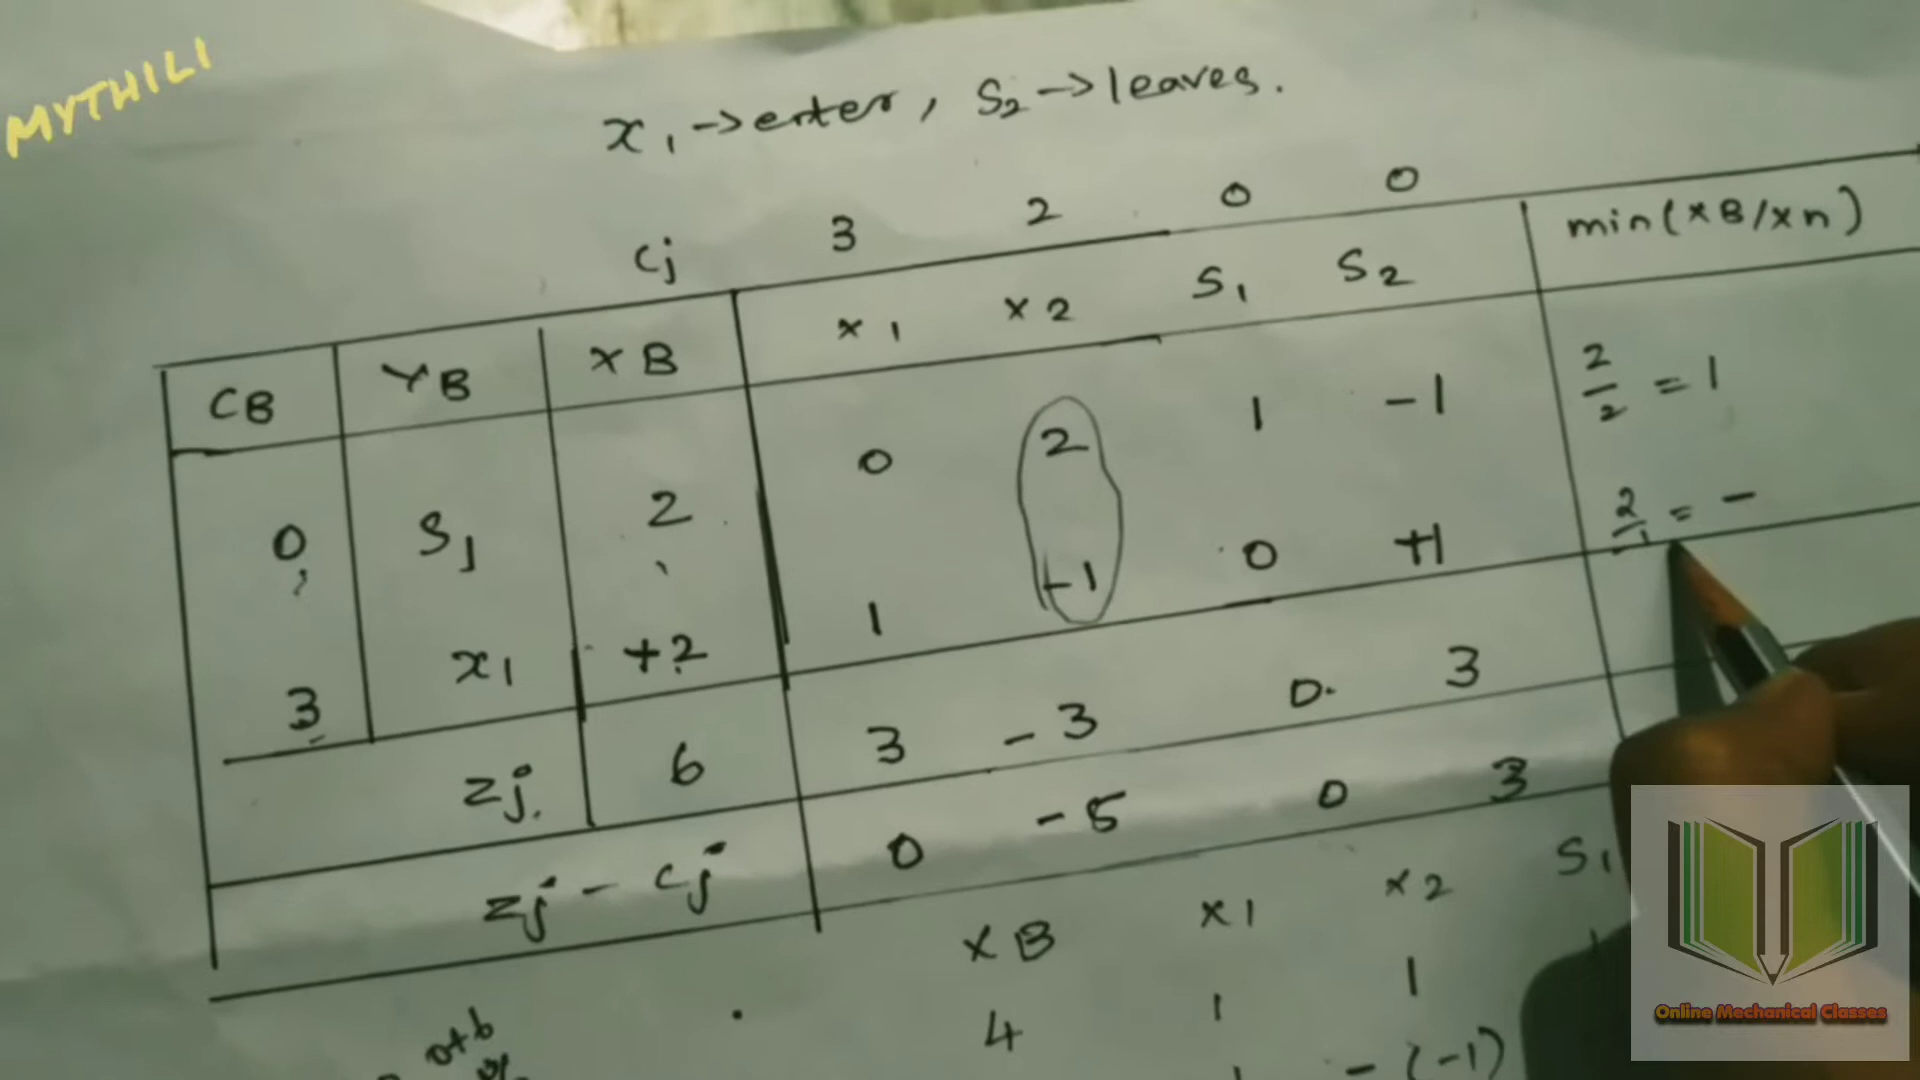 MYTHILI
x1 → enter, S2 → leaves.
Cj 3 2 0 0
CB YB XB x1 x2 S1 S2 min(XB/xn)
0 S1 2 0 2 1 -1 2/2 = 1
3 x1 +2 1 -1 0 +1 2/-1 = -
Zj. 6 3 -3 0 3
Zj - Cj 0 -5 0 3
XB x1 x2 S1
4 1 1 1
- (-1)
Online Mechanical Classes